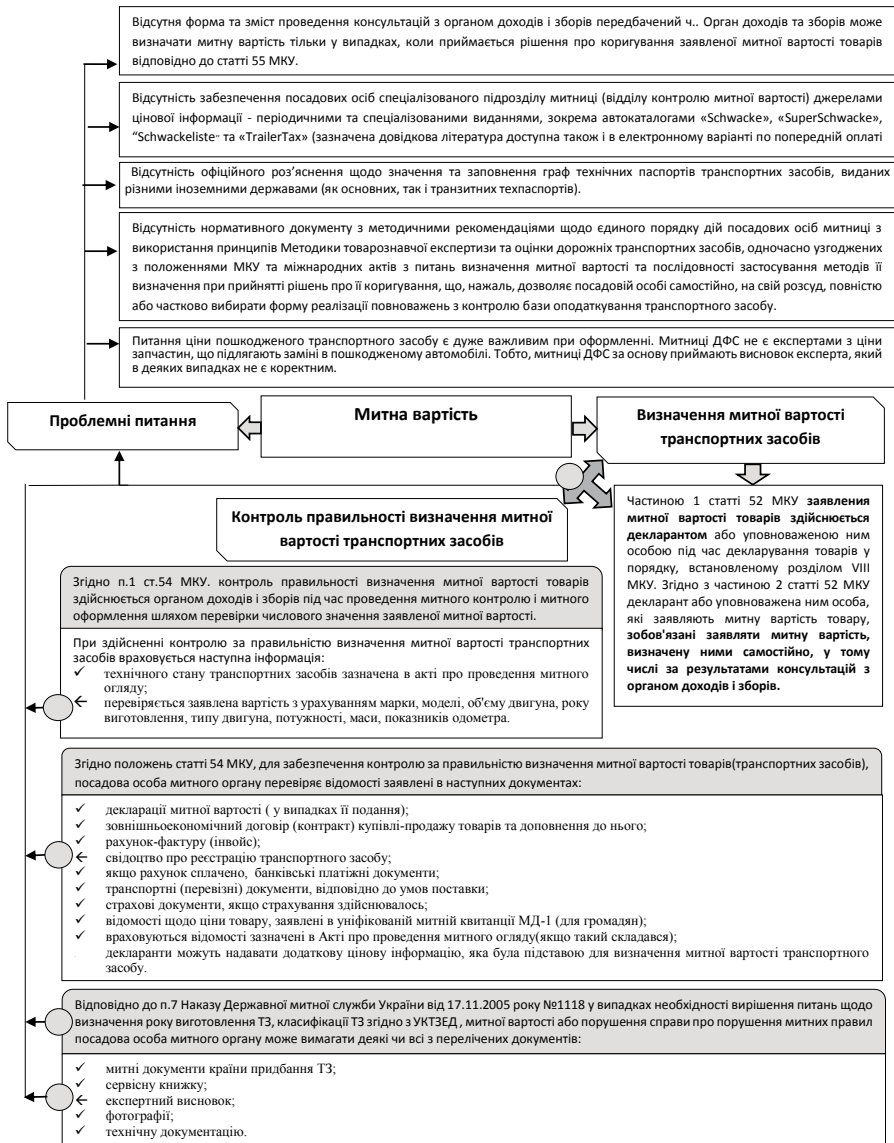 Відсутня форма та зміст проведення консультацій з органом доходів і зборів передбачений ч.. Орган доходів та зборів може
визначати митну вартість тільки у випадках, коли приймається рішення про коригування заявленої митної вартості товарів
відповідно до статті 55 МКУ.
Відсутність забезпечення посадових осіб спеціалізованого підрозділу митниці (відділу контролю митної вартості) джерелами
цінової інформації - періодичними та спеціалізованими виданнями, зокрема автокаталогами «Schwacke», «SuperSchwacke»,
“Schwackeliste” та «TrailerTax» (зазначена довідкова література доступна також і в електронному варіанті по попередній оплаті
Відсутність офіційного роз’яснення щодо значення та заповнення граф технічних паспортів транспортних засобів, виданих
різними іноземними державами (як основних, так і транзитних техпаспортів).
Відсутність нормативного документу з методичними рекомендаціями щодо єдиного порядку дій посадових осіб митниці з
використання принципів Методики товарознавчої експертизи та оцінки дорожніх транспортних засобів, одночасно узгоджених
з положеннями МКУ та міжнародних актів з питань визначення митної вартості та послідовності застосування методів її
визначення при прийнятті рішень про її коригування, що, нажаль, дозволяє посадовій особі самостійно, на свій розсуд, повністю
або частково вибирати форму реалізації повноважень з контролю бази оподаткування транспортного засобу.
Питання ціни пошкодженого транспортного засобу є дуже важливим при оформленні. Митниці ДФС не є експертами з ціни
запчастин, що підлягають заміні в пошкодженому автомобілі. Тобто, митниці ДФС за основу приймають висновок експерта, який
в деяких випадках не є коректним.
Проблемні питання
Митна вартість
Визначення митної вартості
транспортних засобів
Контроль правильності визначення митної
вартості транспортних засобів
Частиною 1 статті 52 МКУ заявлення
митної вартості товарів здійснюється
декларантом або уповноваженою ним
особою під час декларування товарів у
порядку, встановленому розділом VIII
МКУ. Згідно з частиною 2 статті 52 МКУ
декларант або уповноважена ним особа,
які заявляють митну вартість товару,
зобов'язані заявляти митну вартість,
визначену ними самостійно, у тому
числі за результатами консультацій з
органом доходів і зборів.
Згідно п.1 ст.54 МКУ. контроль правильності визначення митної вартості товарів
здійснюється органом доходів і зборів під час проведення митного контролю і митного
оформлення шляхом перевірки числового значення заявленої митної вартості.
При здійсненні контролю за правильністю визначення митної вартості транспортних
засобів враховується наступна інформація:
✓ технічного стану транспортних засобів зазначена в акті про проведення митного
огляду;
← перевіряється заявлена вартість з урахуванням марки, моделі, об'єму двигуна, року
виготовлення, типу двигуна, потужності, маси, показників одометра.
Згідно положень статті 54 МКУ, для забезпечення контролю за правильністю визначення митної вартості товарів(транспортних засобів),
посадова особа митного органу перевіряє відомості заявлені в наступних документах:
✓ декларації митної вартості ( у випадках її подання);
✓ зовнішньоекономічний договір (контракт) купівлі-продажу товарів та доповнення до нього;
✓ рахунок-фактуру (інвойс);
← свідоцтво про реєстрацію транспортного засобу;
✓ якщо рахунок сплачено, банківські платіжні документи;
✓ транспортні (перевізні) документи, відповідно до умов поставки;
✓ страхові документи, якщо страхування здійснювалось;
✓ відомості щодо ціни товару, заявлені в уніфікованій митній квитанції МД-1 (для громадян);
✓ враховуються відомості зазначені в Акті про проведення митного огляду(якщо такий складався);
декларанти можуть надавати додаткову цінову інформацію, яка була підставою для визначення митної вартості транспортного
засобу.
Відповідно до п.7 Наказу Державної митної служби України від 17.11.2005 року №1118 у випадках необхідності вирішення питань щодо
визначення року виготовлення ТЗ, класифікації ТЗ згідно з УКТЗЕД , митної вартості або порушення справи про порушення митних правил
посадова особа митного органу може вимагати деякі чи всі з перелічених документів:
✓ митні документи країни придбання ТЗ;
✓ сервісну книжку;
← експертний висновок;
✓ фотографії;
✓ технічну документацію.